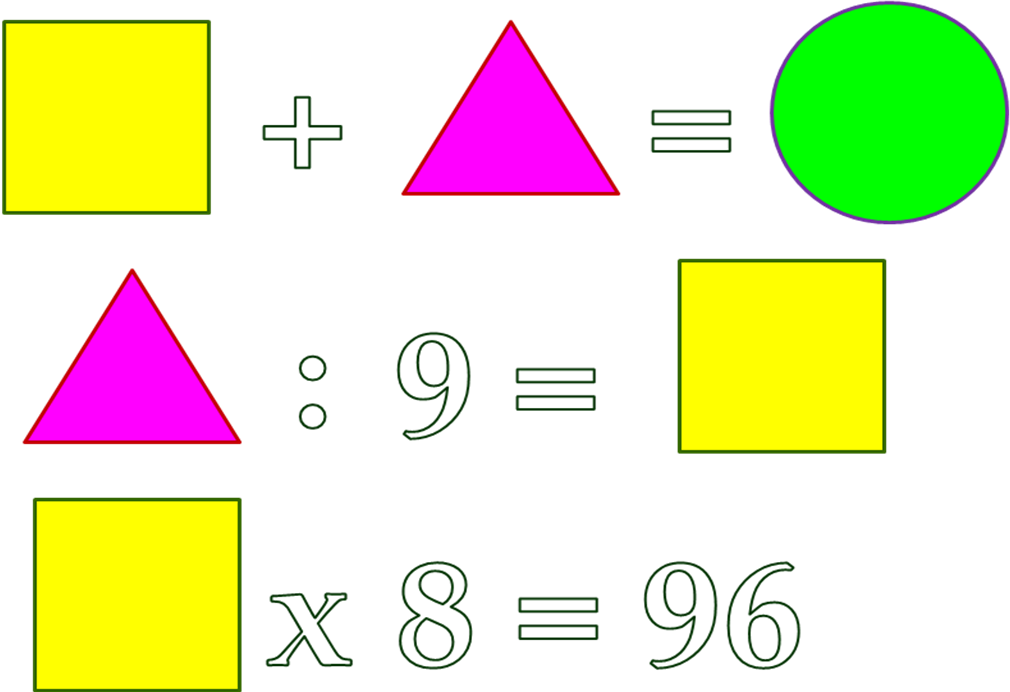 + =
: 9 =
x 8 = 96